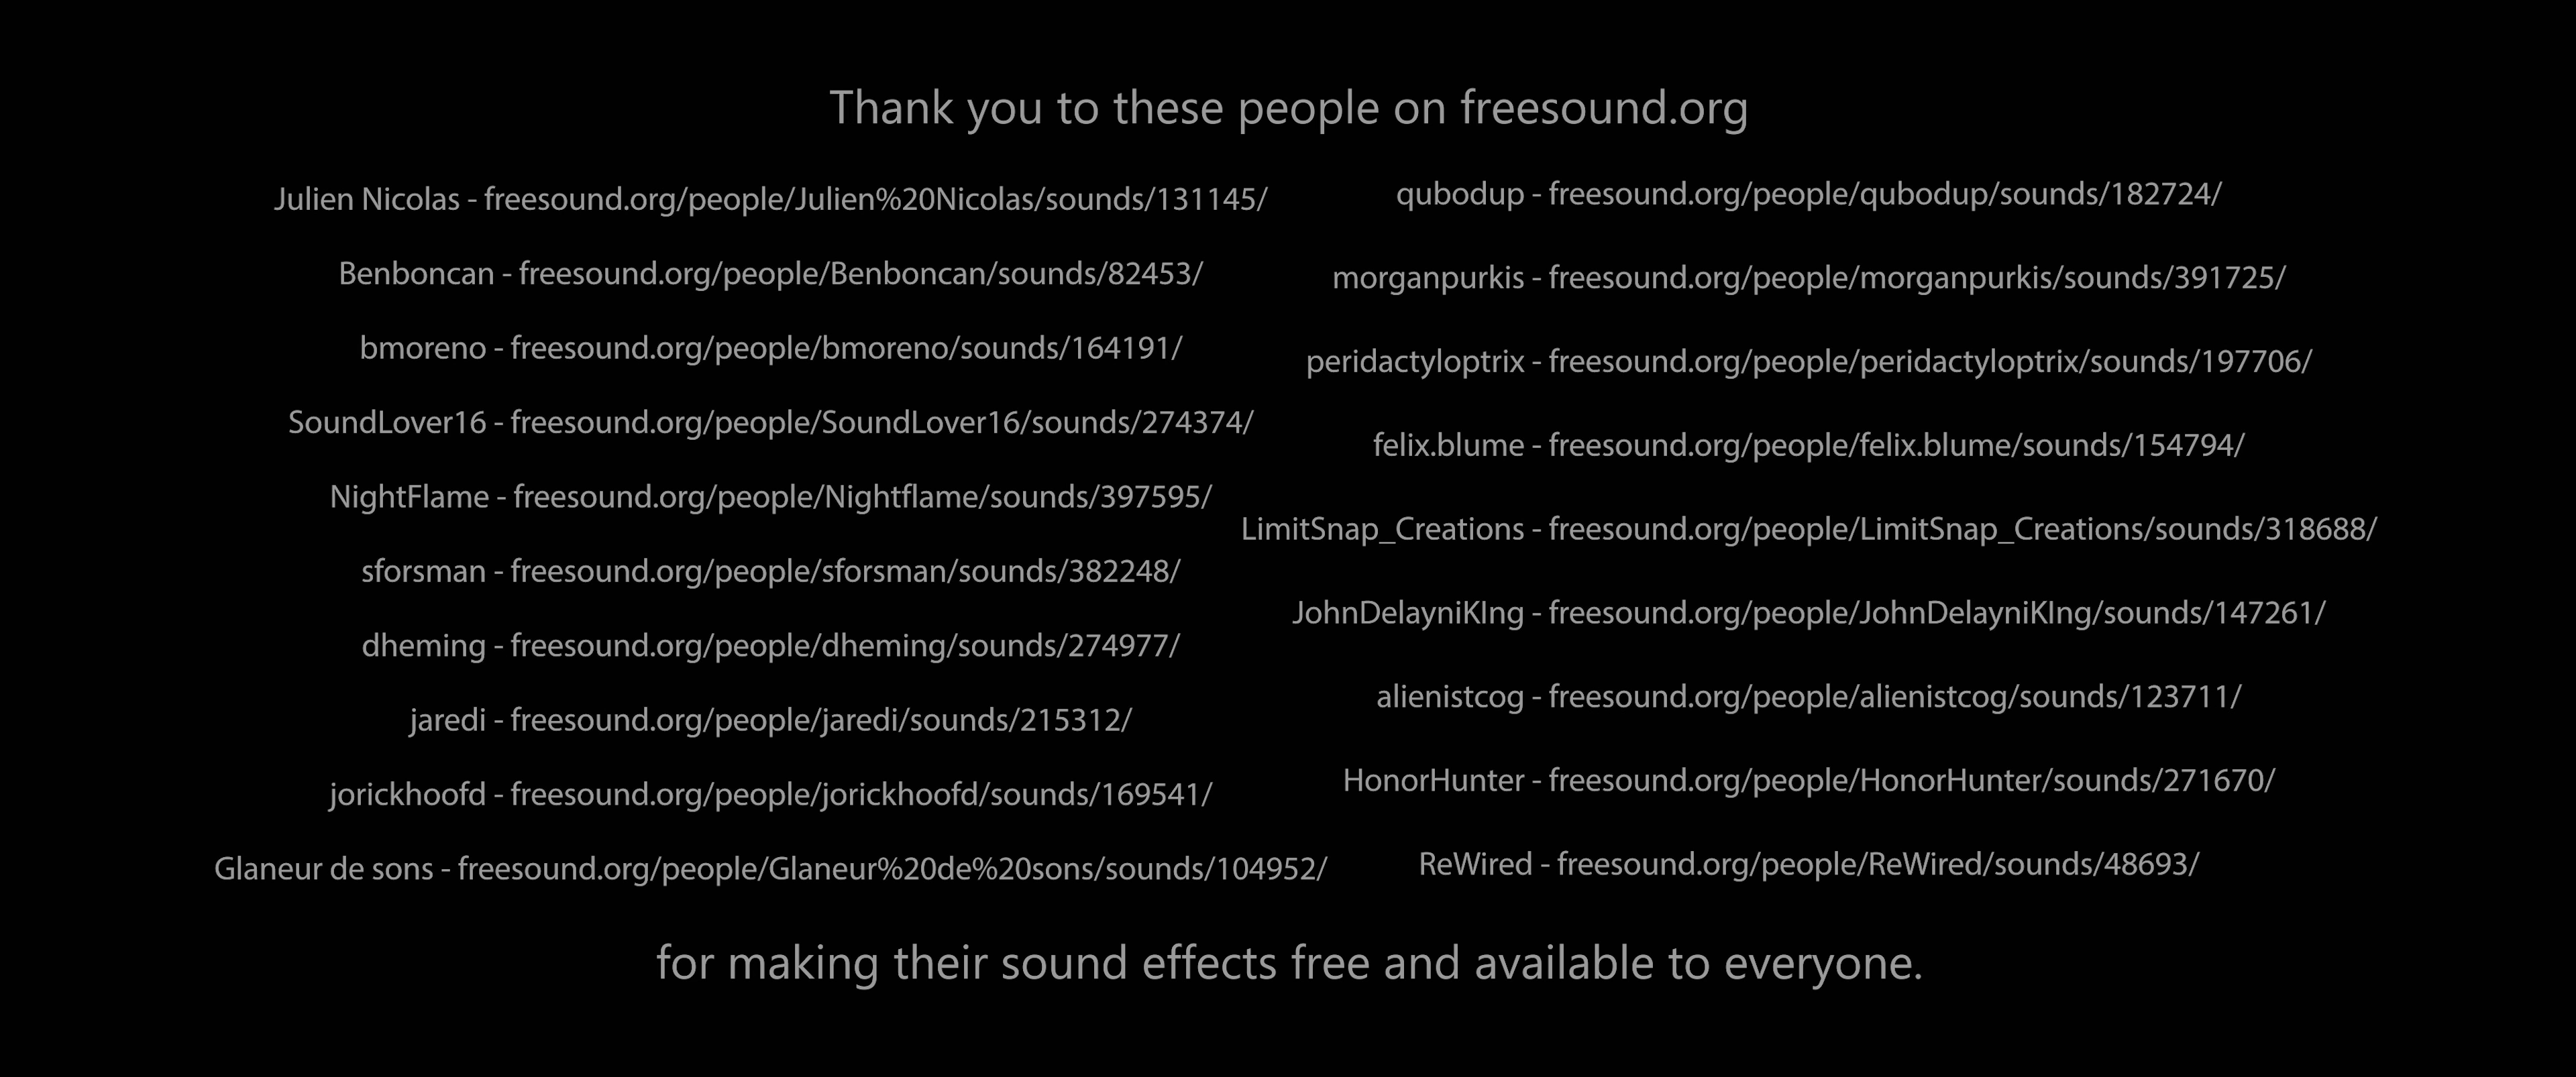 Thank you to these people on freesound.org
Julien Nicolas - freesound.org/people/Julien%20Nicolas/sounds/131145/
Benboncan - freesound.org/people/Benboncan/sounds/82453/
bmoreno - freesound.org/people/bmoreno/sounds/164191/
SoundLover16 - freesound.org/people/SoundLover16/sounds/274374/
NightFlame - freesound.org/people/Nightflame/sounds/397595/
sforsman - freesound.org/people/sforsman/sounds/382248/
dheming - freesound.org/people/dheming/sounds/274977/
jaredi - freesound.org/people/jaredi/sounds/215312/
jorickhoofd - freesound.org/people/jorickhoofd/sounds/169541/
Glaneur de sons - freesound.org/people/Glaneur%20de%20sons/sounds/104952/
qubodup - freesound.org/people/qubodup/sounds/182724/
morganpurkis - freesound.org/people/morganpurkis/sounds/391725/
peridactyloptrix - freesound.org/people/peridactyloptrix/sounds/197706/
felix.blume - freesound.org/people/felix.blume/sounds/154794/
LimitSnap_Creations - freesound.org/people/LimitSnap_Creations/sounds/318688/
JohnDelayniKIng - freesound.org/people/JohnDelayniKIng/sounds/147261/
alienistcog - freesound.org/people/alienistcog/sounds/123711/
HonorHunter - freesound.org/people/HonorHunter/sounds/271670/
ReWired - freesound.org/people/ReWired/sounds/48693/
for making their sound effects free and available to everyone.